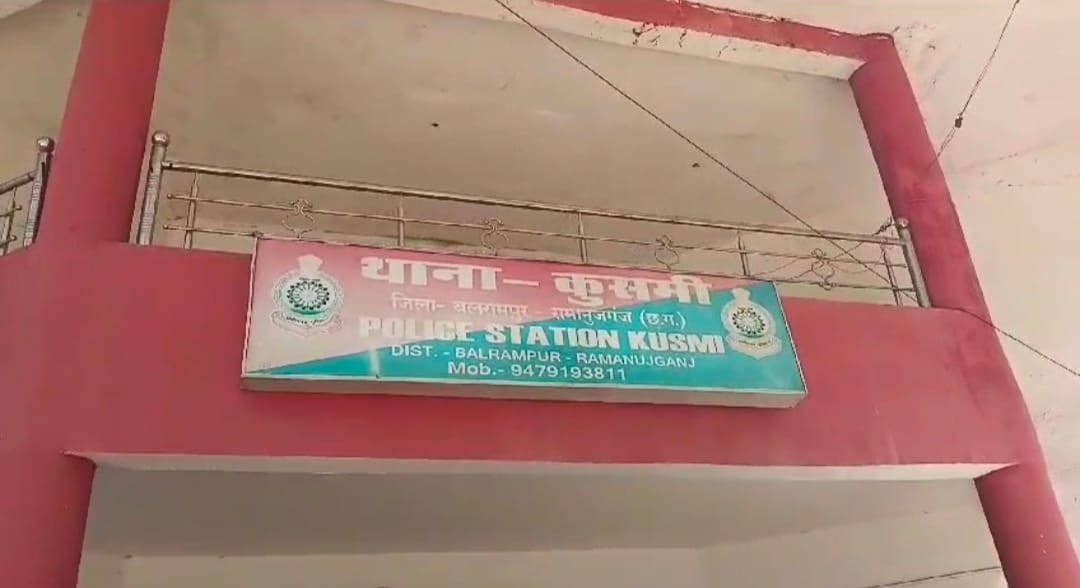 थाना - कुसमी
जिला- बलरामपुर - रामानुजगंज (छ.ग.)
POLICE STATION KUSMI
DIST. - BALRAMPUR - RAMANUJGANJ
Mob.- 9479193811